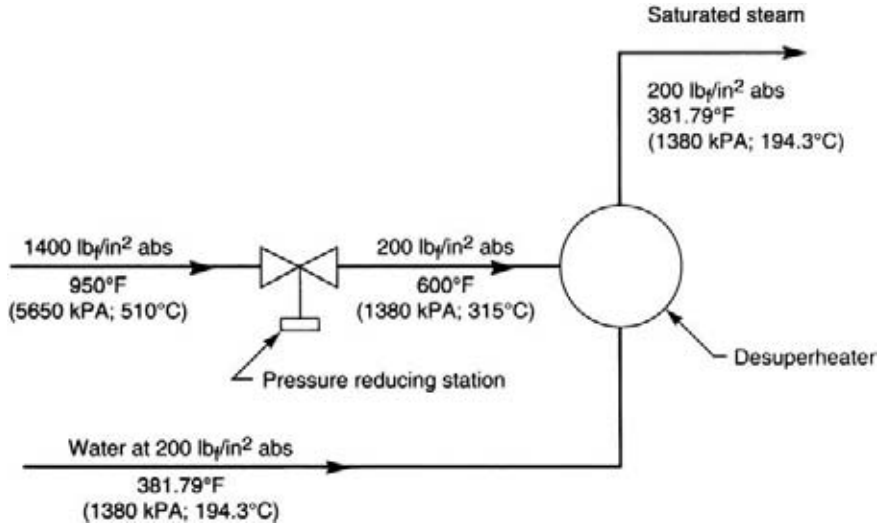 Saturated steam
200 lbf/in² abs
381.79°F
(1380 kPA; 194.3°C)
1400 lbf/in² abs
950°F
(5650 kPA; 510°C)
200 lbf/in² abs
600°F
(1380 kPA; 315°C)
Pressure reducing station
Desuperheater
Water at 200 lbf/in² abs
381.79°F
(1380 kPA; 194.3°C)